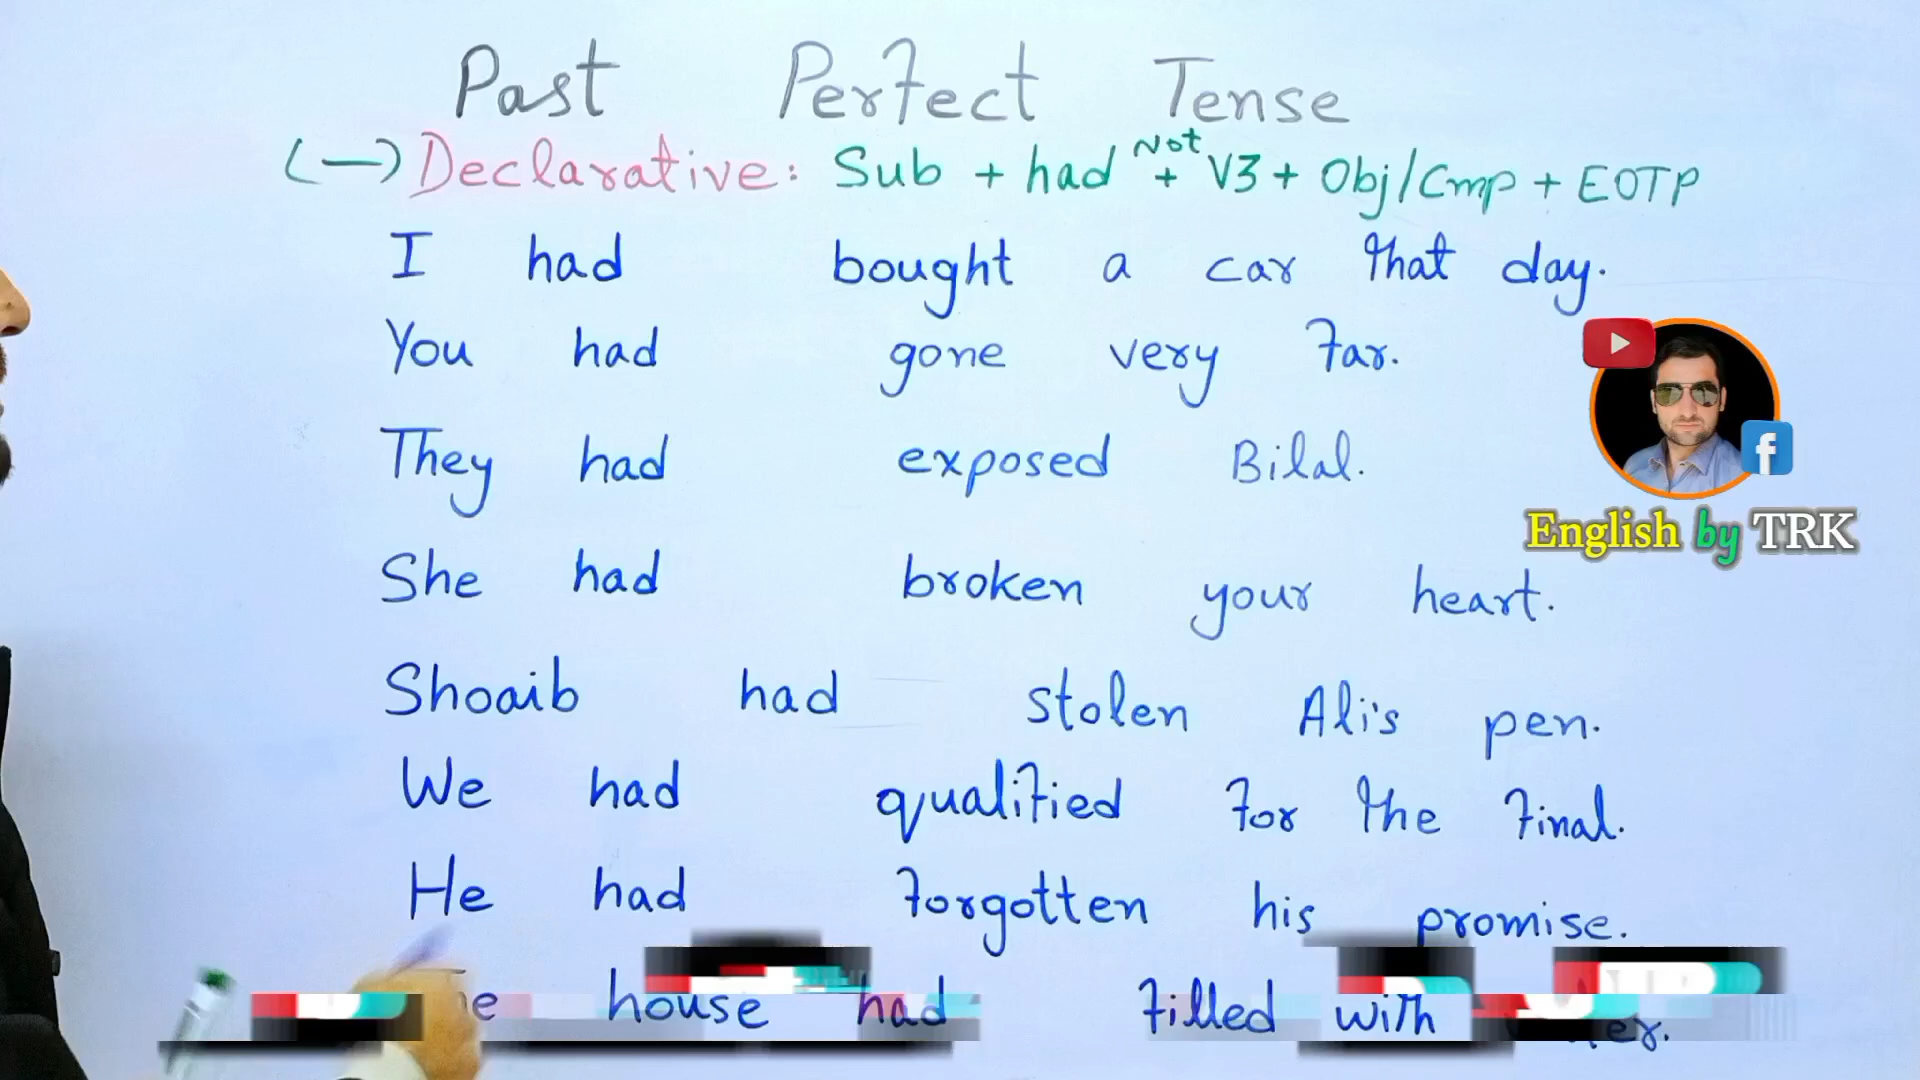 Past Perfect Tense
(—) Declarative: Sub + had Not + V3 + Obj/Cmp + EOTP
I had bought a car that day.
You had gone very far.
They had exposed Bilal.
English by TRK
She had broken your heart.
Shoaib had stolen Ali's pen.
We had qualified for the final.
He had forgotten his promise.
house had filled with